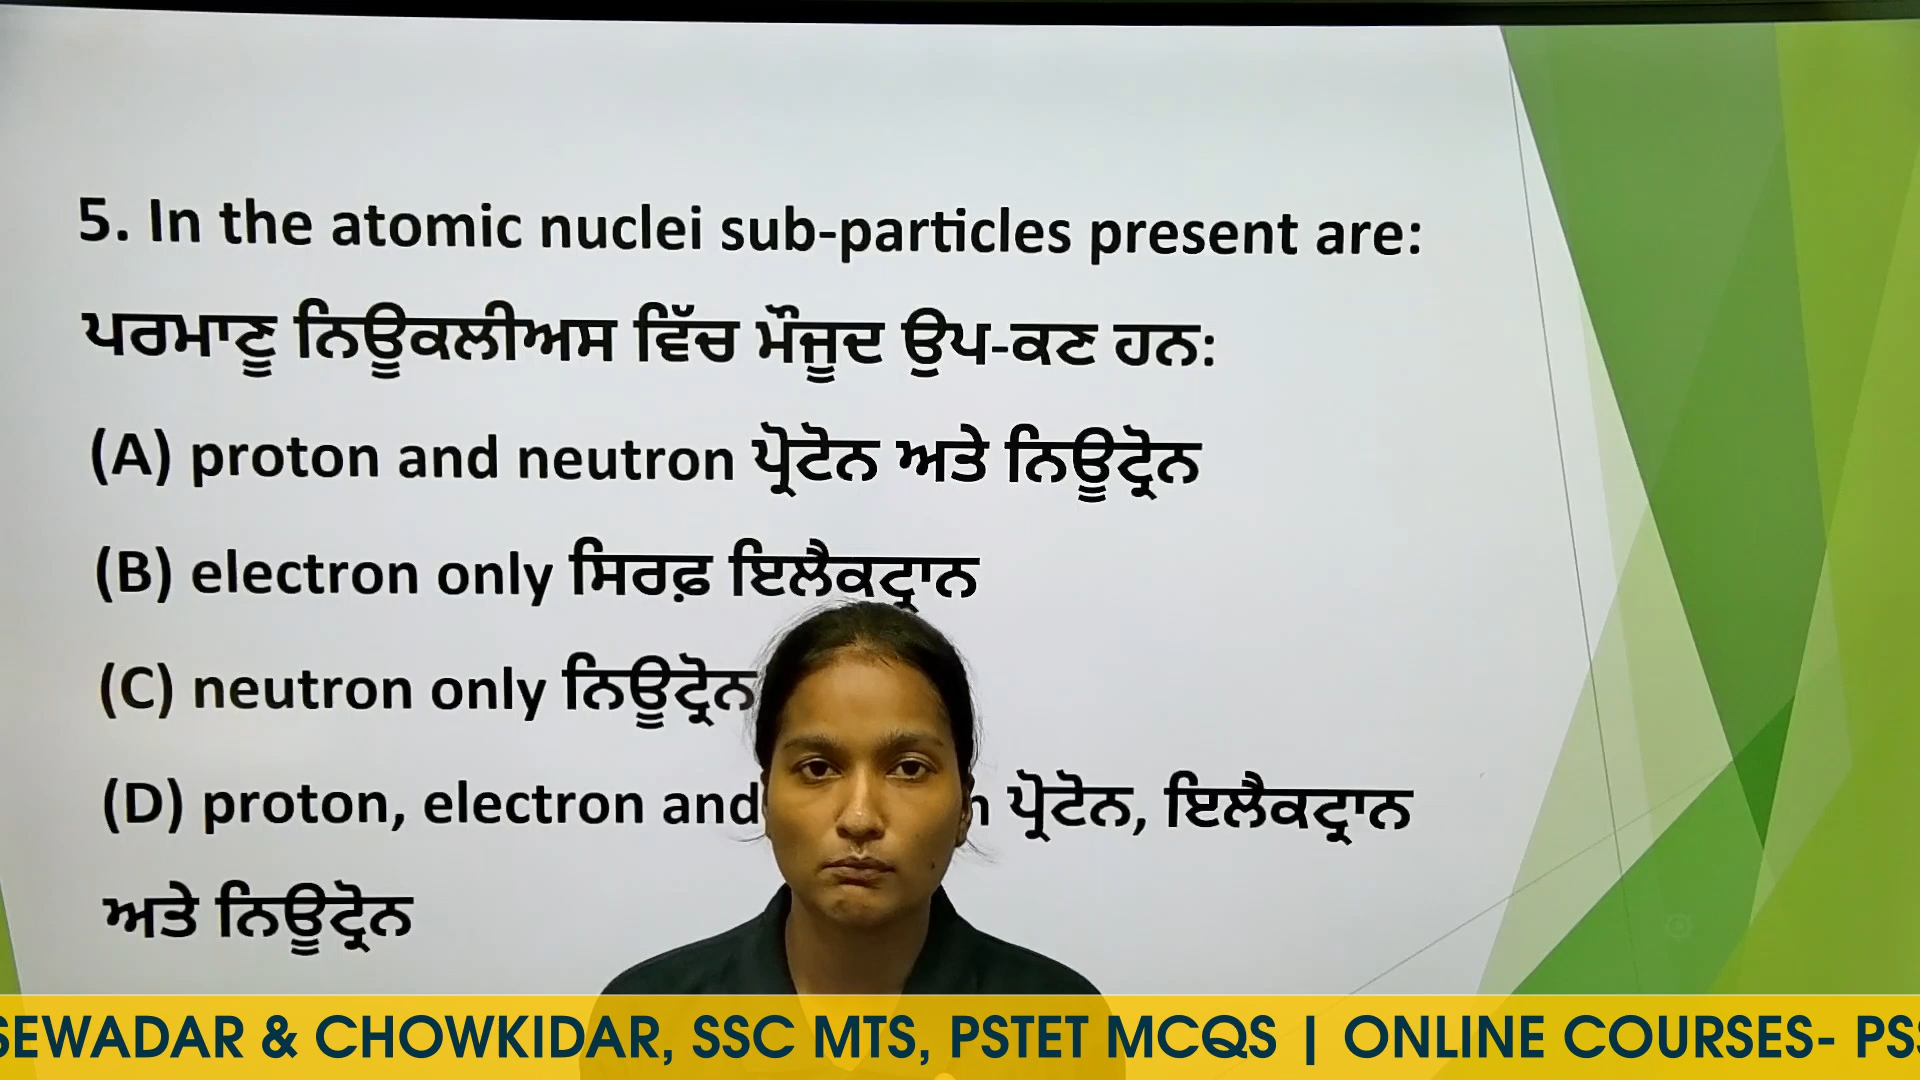 5. In the atomic nuclei sub-particles present are:
ਪਰਮਾਣੂ ਨਿਊਕਲੀਅਸ ਵਿੱਚ ਮੌਜੂਦ ਉਪ-ਕਣ ਹਨ:
(A) proton and neutron ਪ੍ਰੋਟੋਨ ਅਤੇ ਨਿਊਟ੍ਰੋਨ
(B) electron only ਸਿਰਫ਼ ਇਲੈਕਟ੍ਰਾਨ
(C) neutron only ਨਿਊਟ੍ਰੋਨ
(D) proton, electron and ਪ੍ਰੋਟੋਨ, ਇਲੈਕਟ੍ਰਾਨ
ਅਤੇ ਨਿਊਟ੍ਰੋਨ
SEWADAR & CHOWKIDAR, SSC MTS, PSTET MCQS | ONLINE COURSES-